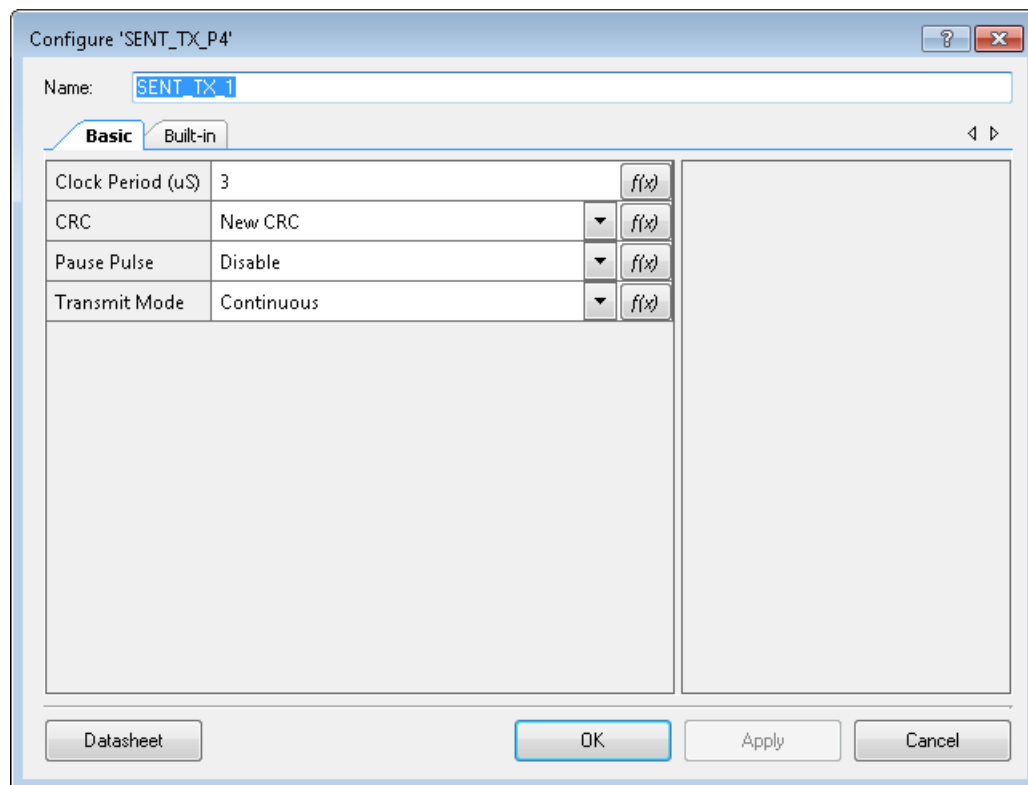 Configure 'SENT_TX_P4'
?
Name: SENT_TX_1
Basic Built-in
Clock Period (uS) 3 f(x)
CRC New CRC f(x)
Pause Pulse Disable f(x)
Transmit Mode Continuous f(x)
Datasheet OK Apply Cancel